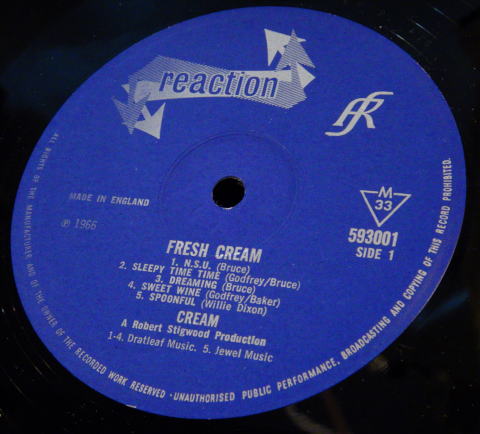 reaction
R
MADE IN ENGLAND
℗ 1966
M
33
593001
SIDE 1
FRESH CREAM
1. N.S.U. (Bruce)
2. SLEEPY TIME TIME (Godfrey/Bruce)
3. DREAMING (Bruce)
4. SWEET WINE (Godfrey/Baker)
5. SPOONFUL (Willie Dixon)
CREAM
A Robert Stigwood Production
1-4. Dratleaf Music. 5. Jewel Music
ALL RIGHTS OF THE MANUFACTURER AND OF THE OWNER OF THE RECORDED WORK RESERVED · UNAUTHORISED PUBLIC PERFORMANCE, BROADCASTING AND COPYING OF THIS RECORD PROHIBITED.